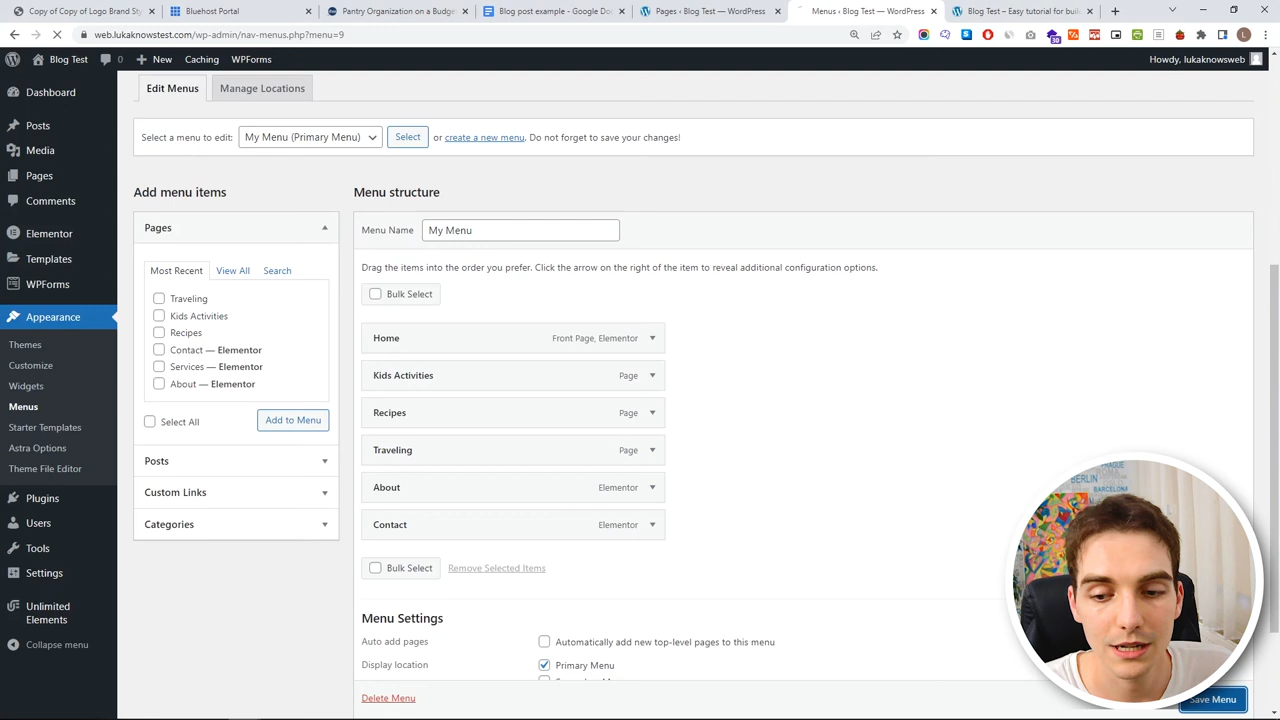 Copy of Copy of Logo Brand Sty
Bluehost Portal
Pantry Organization on a Budge
Blog post example - Google Doc
Pages ‹ Blog Test — WordPress
Menus ‹ Blog Test — WordPress
Blog Test – Easy tutorial for buil
web.lukaknowstest.com/wp-admin/nav-menus.php?menu=9
30
L
Blog Test
0
+ New
Caching
WPForms
Howdy, lukaknowsweb
Dashboard
Posts
Media
Pages
Comments
Elementor
Templates
WPForms
Appearance
Themes
Customize
Widgets
Menus
Starter Templates
Astra Options
Theme File Editor
Plugins
Users
Tools
Settings
Unlimited
Elements
Collapse menu
Edit Menus
Manage Locations
Select a menu to edit: My Menu (Primary Menu) Select or create a new menu. Do not forget to save your changes!
Add menu items
Pages
Most Recent View All Search
Traveling
Kids Activities
Recipes
Contact — Elementor
Services — Elementor
About — Elementor
Select All
Add to Menu
Posts
Custom Links
Categories
Menu structure
Menu Name My Menu
Drag the items into the order you prefer. Click the arrow on the right of the item to reveal additional configuration options.
Bulk Select
Home Front Page, Elementor
Kids Activities Page
Recipes Page
Traveling Page
About Elementor
Contact Elementor
Bulk Select Remove Selected Items
Menu Settings
Auto add pages Automatically add new top-level pages to this menu
Display location Primary Menu
Delete Menu
Save Menu
PRAGUE
BERLIN
BARCELONA